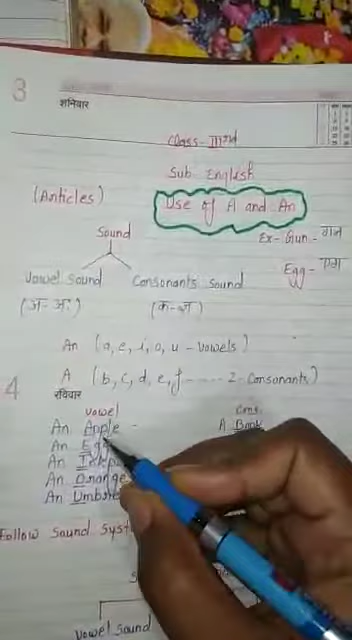 3
शनिवार
Class- IIIrd
Sub- English
(Articles)
Use of A and An
Sound
Ex- Gun- गन
Egg- एग
Vowel Sound Consonants Sound
(अ- अः) (क-ज्ञ)
An (a, e, i, o, u - Vowels)
A (b, c, d, e, f ----- z - Consonants)
4
रविवार
Vowel
Cons.
An Apple -
A Book
An
An
An Orange
An
Follow Sound
Vowel Sound